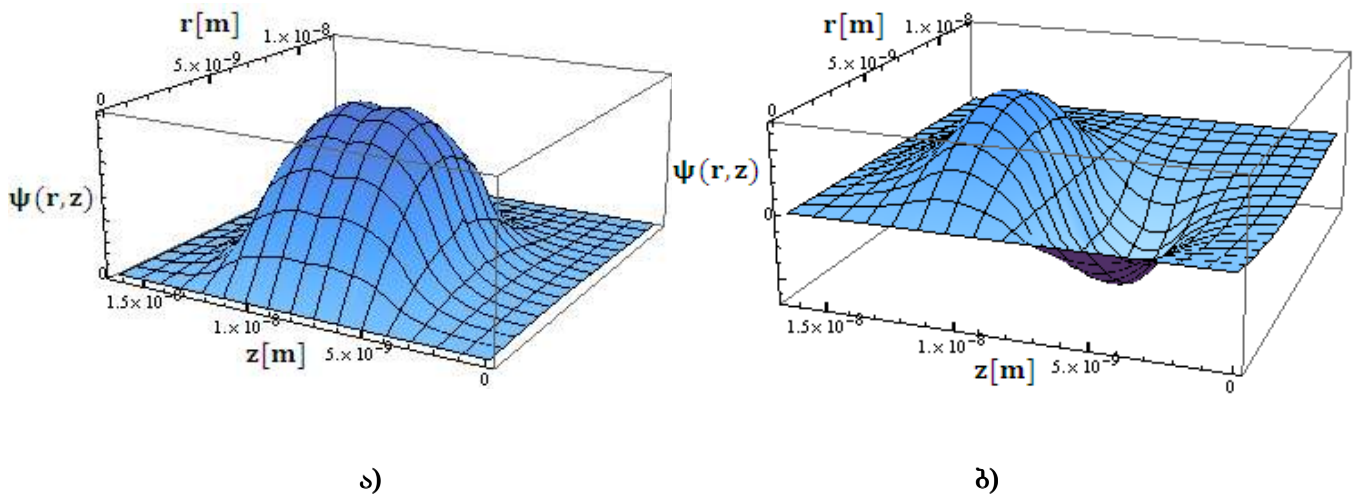 r[m]
1.×10⁻⁸
5.×10⁻⁹
0
ψ(r,z)
0
1.5×10⁻⁸
1.×10⁻⁸
5.×10⁻⁹
0
z[m]
ა)
r[m]
1.×10⁻⁸
5.×10⁻⁹
0
ψ(r,z)
0
1.5×10⁻⁸
1.×10⁻⁸
5.×10⁻⁹
0
z[m]
ბ)